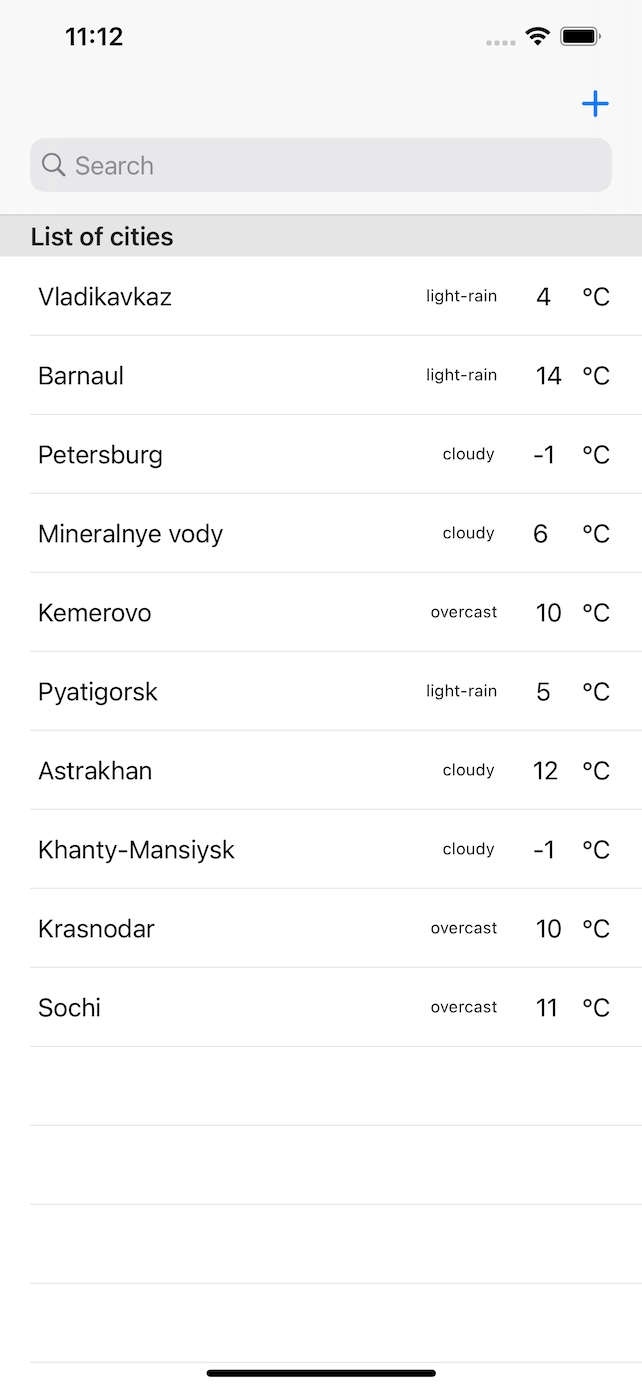 11:12
Search
List of cities
Vladikavkaz light-rain 4 °C
Barnaul light-rain 14 °C
Petersburg cloudy -1 °C
Mineralnye vody cloudy 6 °C
Kemerovo overcast 10 °C
Pyatigorsk light-rain 5 °C
Astrakhan cloudy 12 °C
Khanty-Mansiysk cloudy -1 °C
Krasnodar overcast 10 °C
Sochi overcast 11 °C